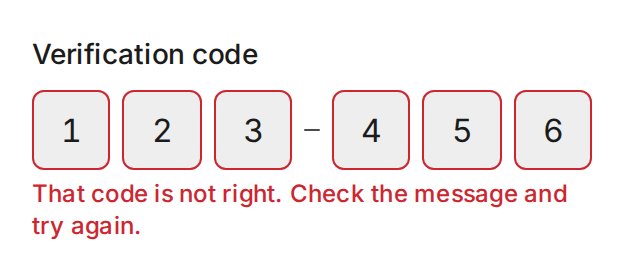 Verification code
1 2 3 – 4 5 6
That code is not right. Check the message and
try again.